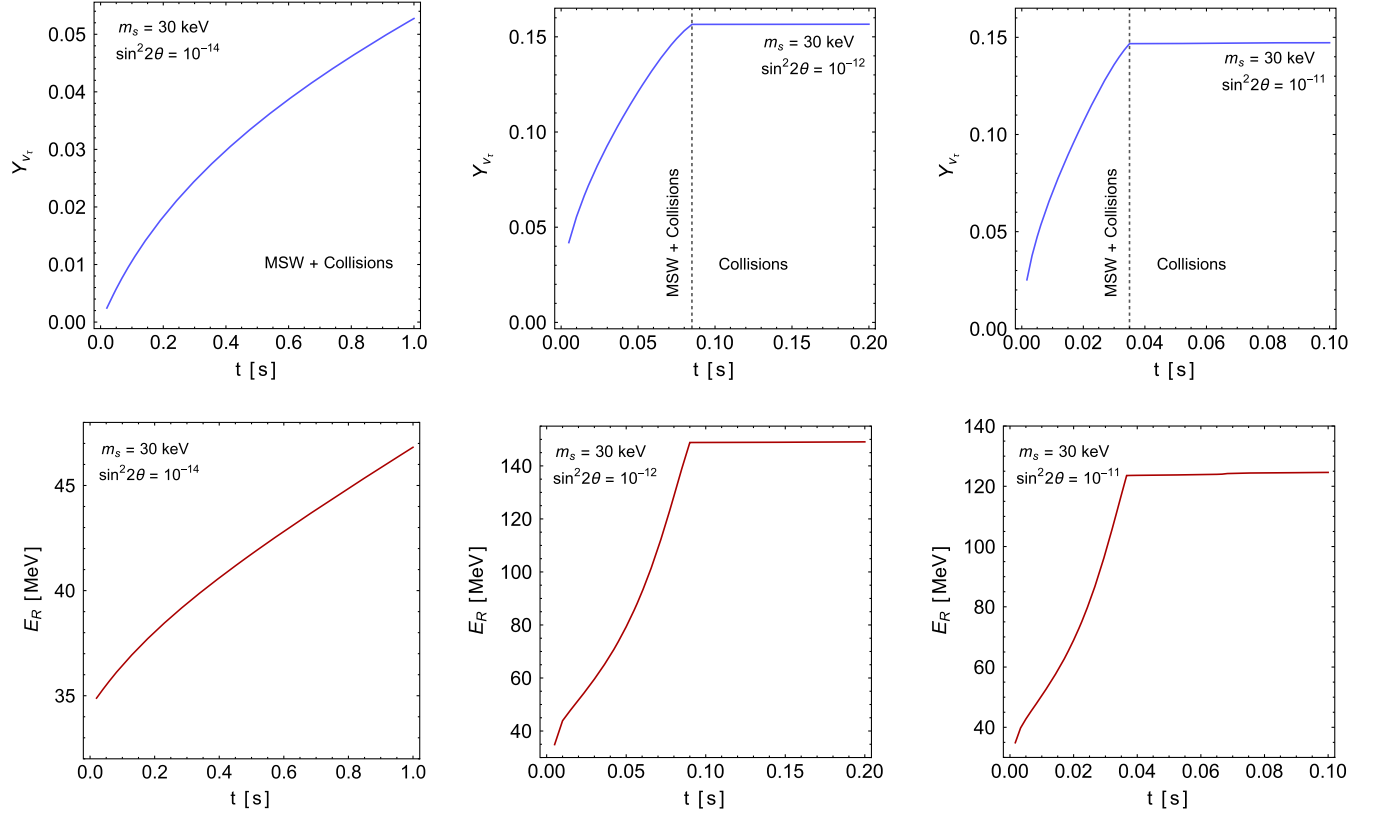 m_s = 30 keV
sin²2θ = 10⁻¹⁴
Y_ντ
0.05
0.04
0.03
0.02
0.01
0.00
MSW + Collisions
0.0 0.2 0.4 0.6 0.8 1.0
t [s]
m_s = 30 keV
sin²2θ = 10⁻¹²
Y_ντ
0.15
0.10
0.05
0.00
MSW + Collisions
Collisions
0.00 0.05 0.10 0.15 0.20
t [s]
m_s = 30 keV
sin²2θ = 10⁻¹¹
Y_ντ
0.15
0.10
0.05
0.00
MSW + Collisions
Collisions
0.00 0.02 0.04 0.06 0.08 0.10
t [s]
m_s = 30 keV
sin²2θ = 10⁻¹⁴
E_R [MeV]
45
40
35
0.0 0.2 0.4 0.6 0.8 1.0
t [s]
m_s = 30 keV
sin²2θ = 10⁻¹²
E_R [MeV]
140
120
100
80
60
40
0.00 0.05 0.10 0.15 0.20
t [s]
m_s = 30 keV
sin²2θ = 10⁻¹¹
E_R [MeV]
140
120
100
80
60
40
0.00 0.02 0.04 0.06 0.08 0.10
t [s]